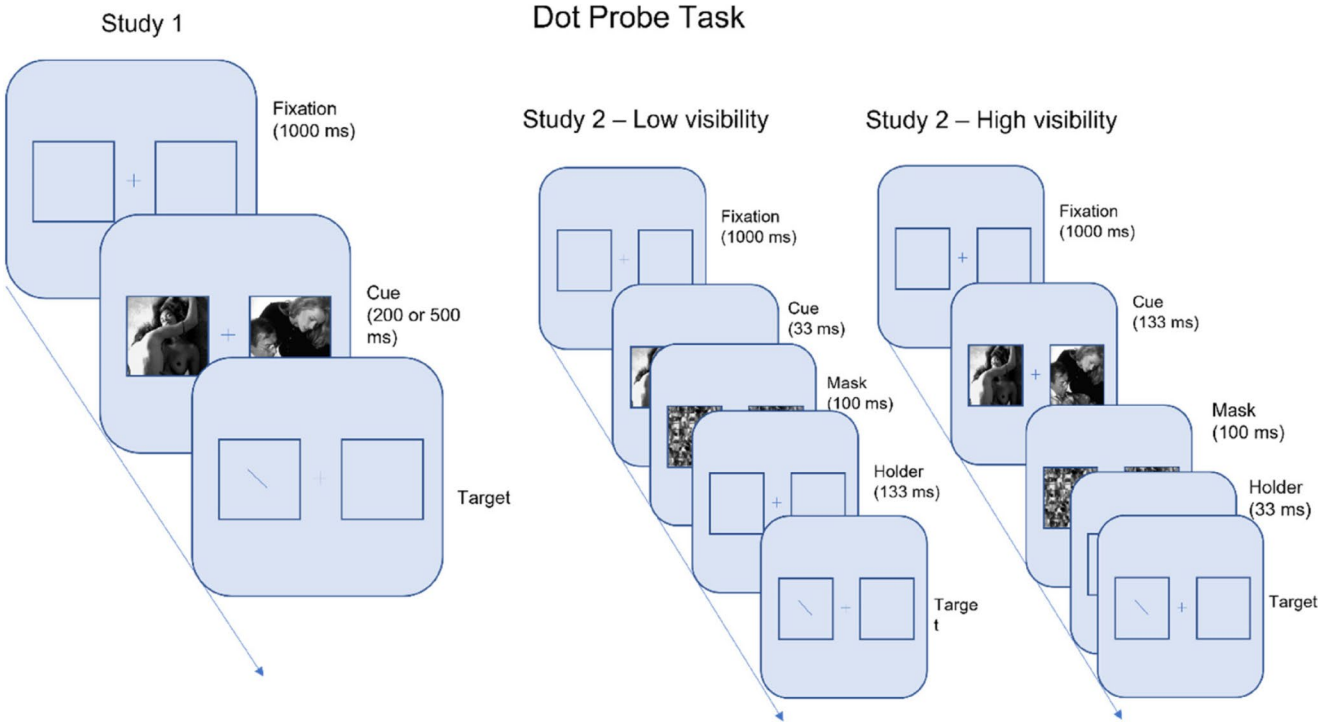 Dot Probe Task
Study 1
Fixation
(1000 ms)
Cue
(200 or 500
ms)
Target
Study 2 – Low visibility
Fixation
(1000 ms)
Cue
(33 ms)
Mask
(100 ms)
Holder
(133 ms)
Targe
t
Study 2 – High visibility
Fixation
(1000 ms)
Cue
(133 ms)
Mask
(100 ms)
Holder
(33 ms)
Target